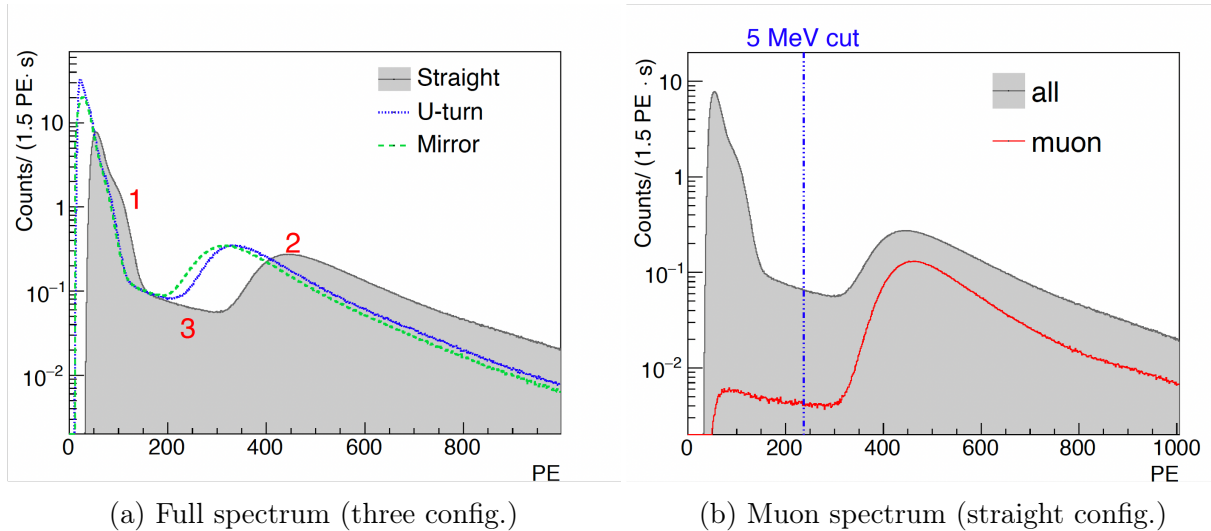 Counts/ (1.5 PE· s)
10
1
10⁻¹
10⁻²
Straight
U-turn
Mirror
1
2
3
0 200 400 600 800
PE
(a) Full spectrum (three config.)
5 MeV cut
Counts/ (1.5 PE · s)
10
1
10⁻¹
10⁻²
all
muon
0 200 400 600 800 1000
PE
(b) Muon spectrum (straight config.)